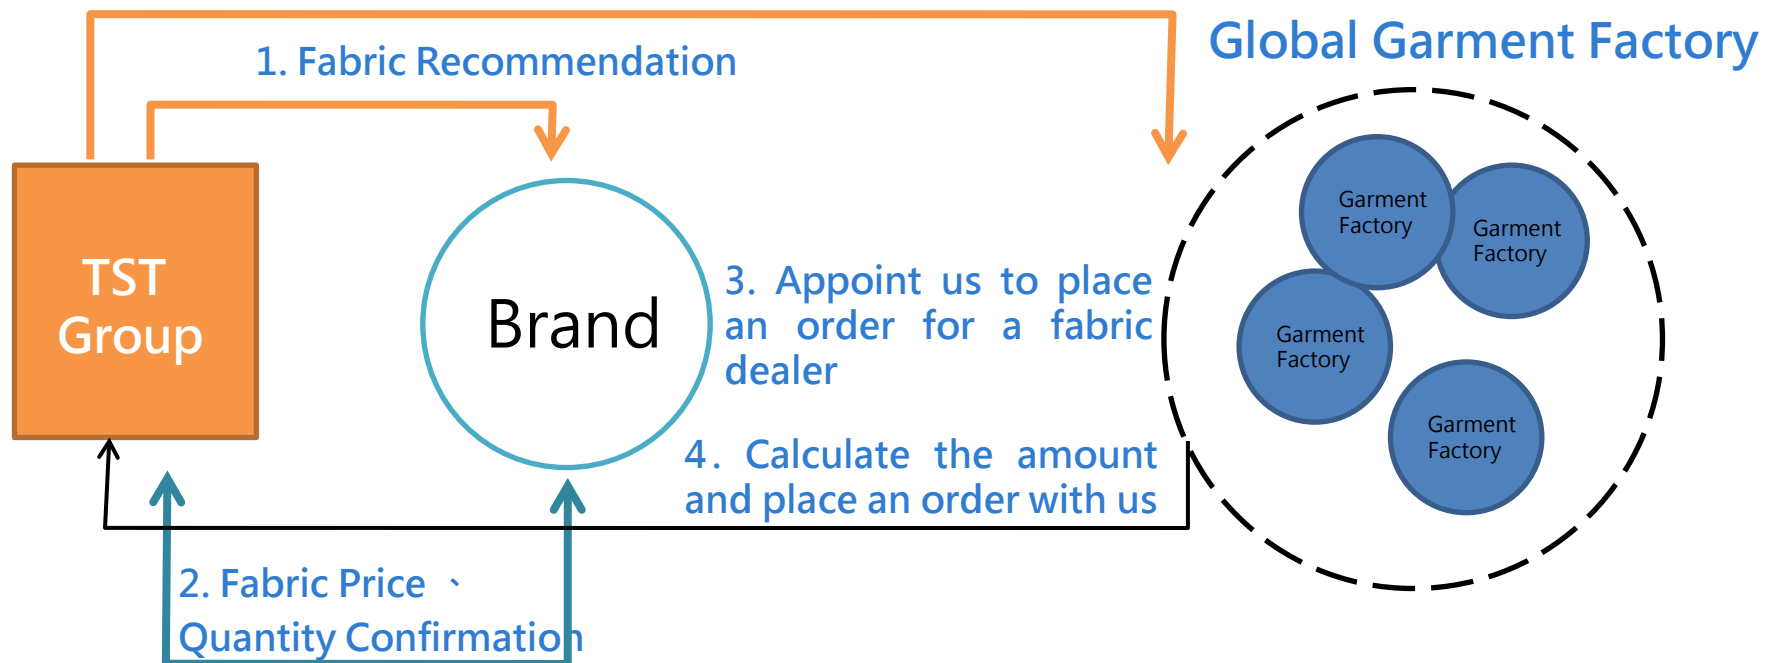 Global Garment Factory
1. Fabric Recommendation
TST
Group
Brand
3. Appoint us to place
an order for a fabric
dealer
4. Calculate the amount
and place an order with us
2. Fabric Price 、
Quantity Confirmation
Garment
Factory
Garment
Factory
Garment
Factory
Garment
Factory